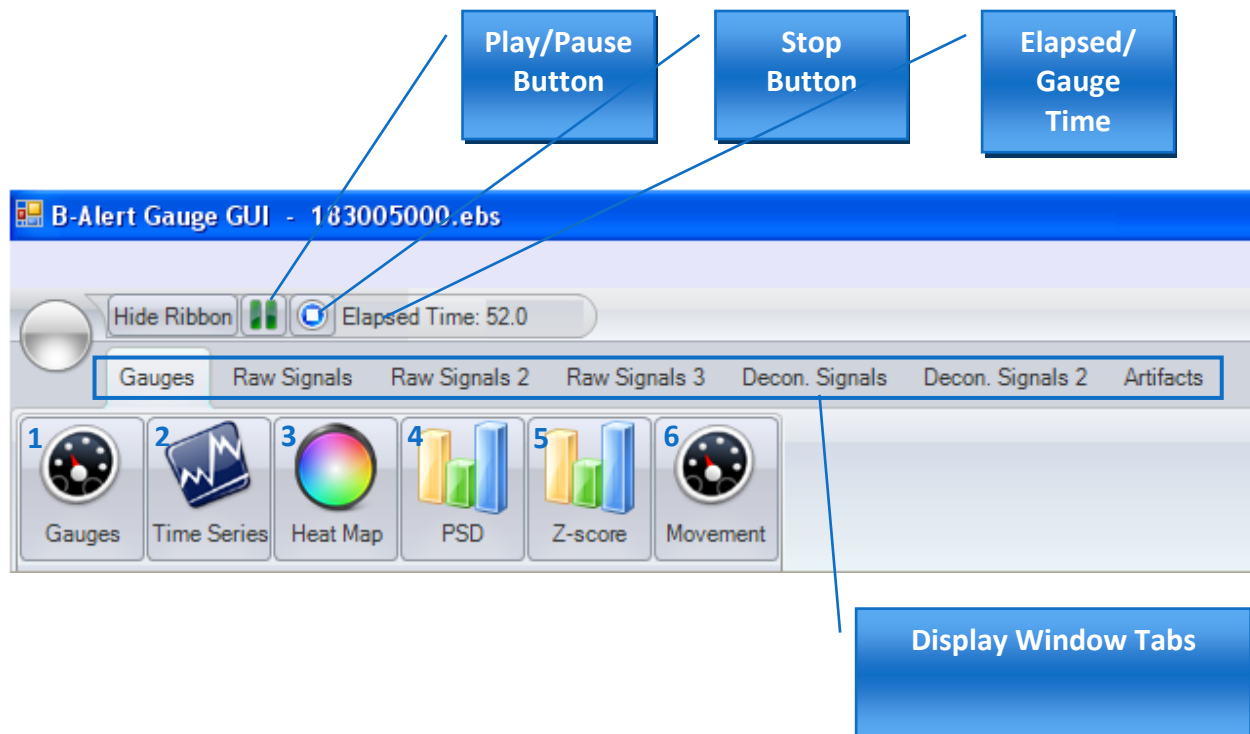 Play/Pause
Button
Stop
Button
Elapsed/
Gauge
Time
B-Alert Gauge GUI - 183005000.ebs
Hide Ribbon
Elapsed Time: 52.0
Gauges Raw Signals Raw Signals 2 Raw Signals 3 Decon. Signals Decon. Signals 2 Artifacts
1 2 3 4 5 6
Gauges Time Series Heat Map PSD Z-score Movement
Display Window Tabs